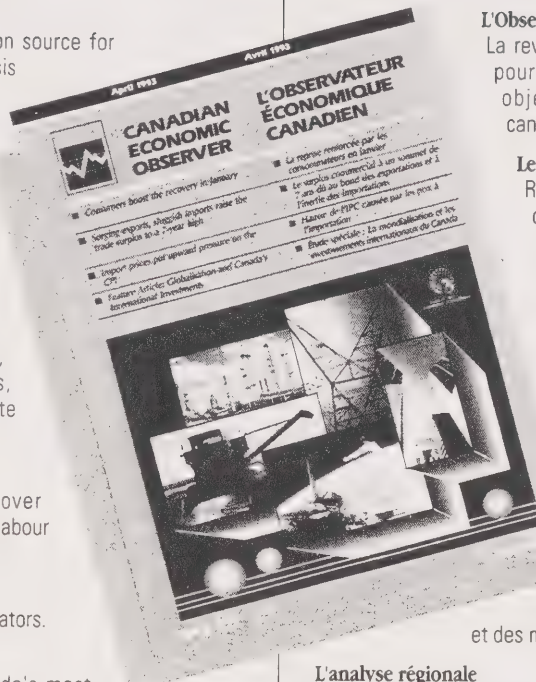 on source for
sis
s,
te
over
abour
ators.
da's most
April 1993
Avril 1993
CANADIAN
ECONOMIC
OBSERVER
L'OBSERVATEUR
ÉCONOMIQUE
CANADIEN
■ Consumers boost the recovery in January
■ Surging exports, sluggish imports raise the
trade surplus to a 7-year high
■ Import prices put upward pressure on the
CPI
■ Feature Article: Globalisation and Canada's
International Investments
■ La reprise renforcée par les
consommateurs en janvier
■ Le surplus commercial à un sommet de
7 ans dû au bond des exportations et à
l'inertie des importations
■ Hausse de l'IPC causée par les prix à
l'importation
■ Étude spéciale : La mondialisation et les
investissements internationaux du Canada
L'Obse
La rev
pour
obje
can
Le
R
et des n
L'analyse régionale